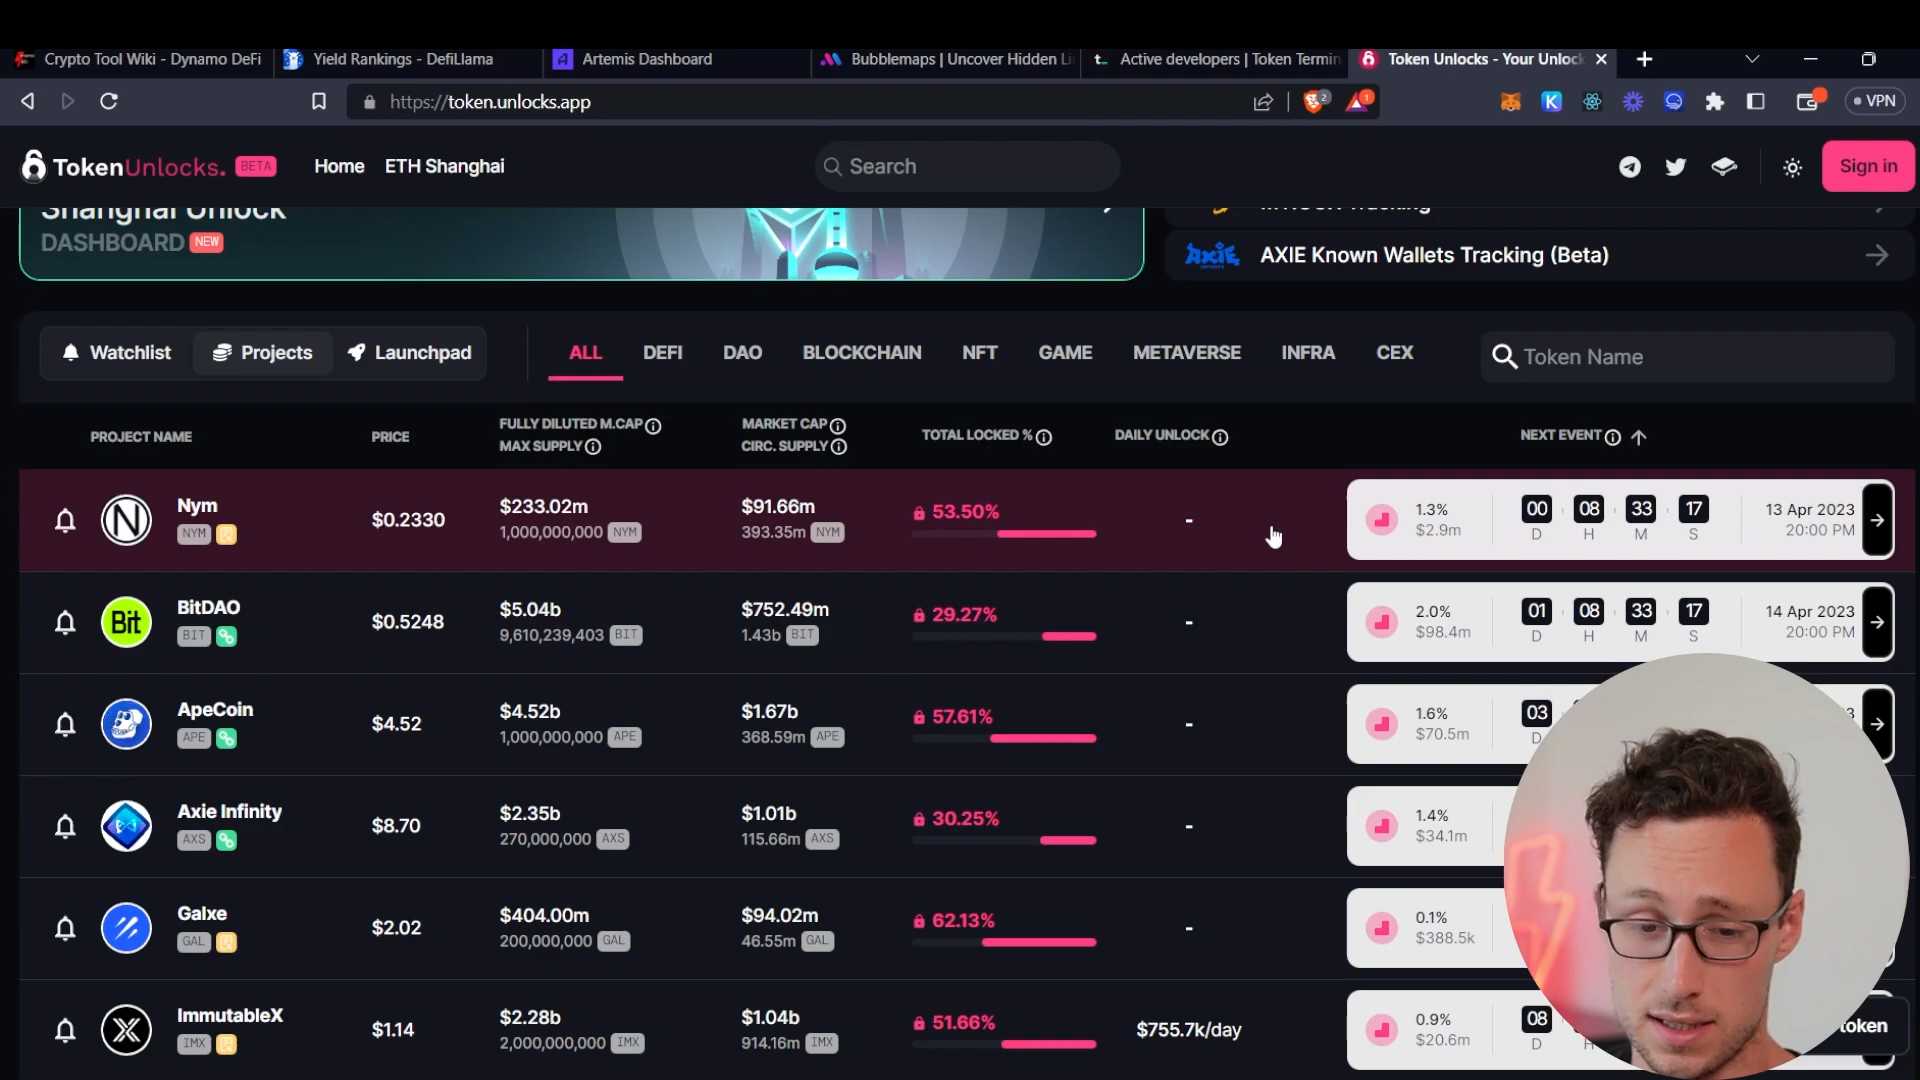 Crypto Tool Wiki - Dynamo DeFi
Yield Rankings - DefiLlama
Artemis Dashboard
Bubblemaps | Uncover Hidden Li
Active developers | Token Termin
Token Unlocks - Your Unlock
https://token.unlocks.app
2
1
VPN
TokenUnlocks. BETA
Home
ETH Shanghai
Search
Sign in
Shanghai Unlock
DASHBOARD NEW
AXIE Known Wallets Tracking (Beta)
Watchlist
Projects
Launchpad
ALL
DEFI
DAO
BLOCKCHAIN
NFT
GAME
METAVERSE
INFRA
CEX
Token Name
PROJECT NAME
PRICE
FULLY DILUTED M.CAP
MAX SUPPLY
MARKET CAP
CIRC. SUPPLY
TOTAL LOCKED %
DAILY UNLOCK
NEXT EVENT
Nym
NYM
$0.2330
$233.02m
1,000,000,000 NYM
$91.66m
393.35m NYM
53.50%
-
1.3%
$2.9m
00 : 08 : 33 : 17
D H M S
13 Apr 2023
20:00 PM
BitDAO
BIT
$0.5248
$5.04b
9,610,239,403 BIT
$752.49m
1.43b BIT
29.27%
-
2.0%
$98.4m
01 : 08 : 33 : 17
D H M S
14 Apr 2023
20:00 PM
ApeCoin
APE
$4.52
$4.52b
1,000,000,000 APE
$1.67b
368.59m APE
57.61%
-
1.6%
$70.5m
03
D
3
Axie Infinity
AXS
$8.70
$2.35b
270,000,000 AXS
$1.01b
115.66m AXS
30.25%
-
1.4%
$34.1m
Galxe
GAL
$2.02
$404.00m
200,000,000 GAL
$94.02m
46.55m GAL
62.13%
-
0.1%
$388.5k
ImmutableX
IMX
$1.14
$2.28b
2,000,000,000 IMX
$1.04b
914.16m IMX
51.66%
$755.7k/day
0.9%
$20.6m
08
D H
token